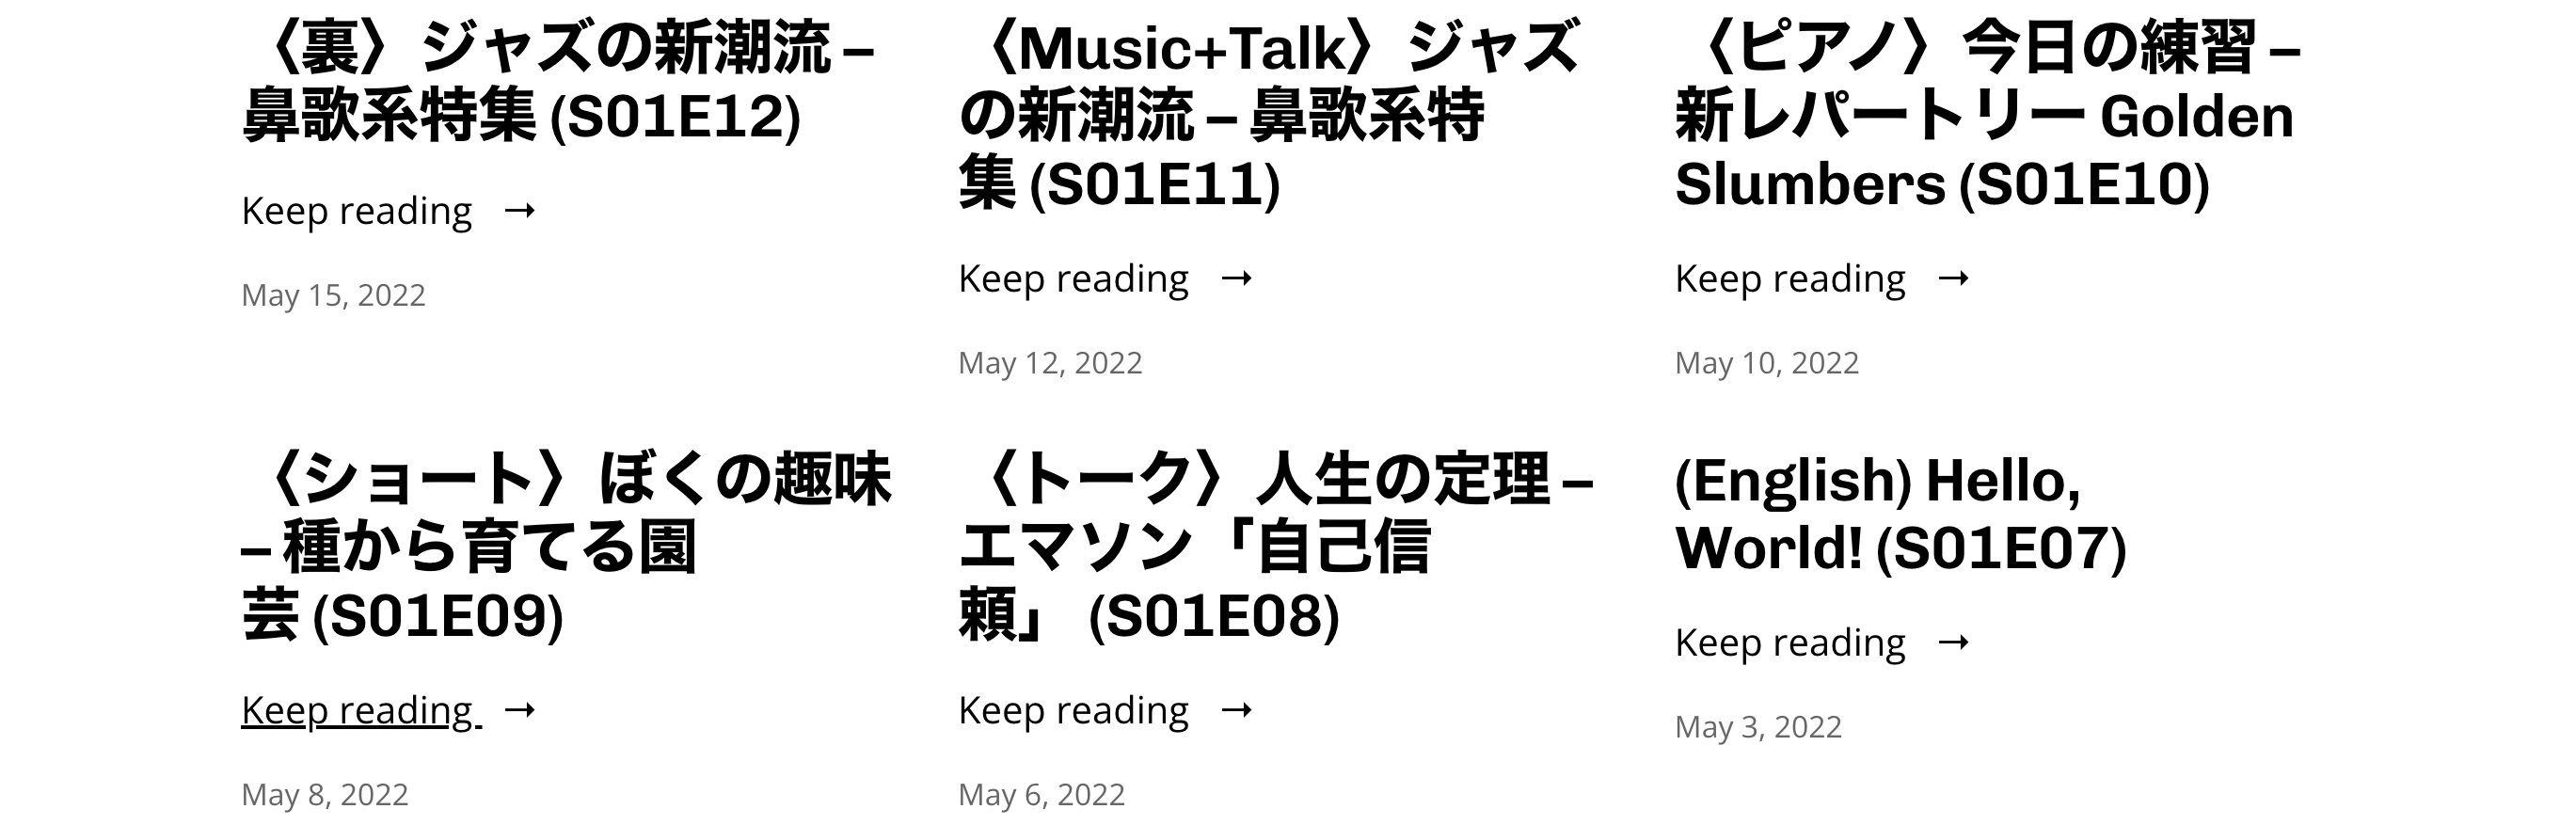 〈裏〉ジャズの新潮流 –
鼻歌系特集 (S01E12)
Keep reading →
May 15, 2022
〈Music+Talk〉ジャズ
の新潮流 – 鼻歌系特
集 (S01E11)
Keep reading →
May 12, 2022
〈ピアノ〉今日の練習 –
新レパートリー Golden
Slumbers (S01E10)
Keep reading →
May 10, 2022
〈ショート〉ぼくの趣味
– 種から育てる園
芸 (S01E09)
Keep reading →
May 8, 2022
〈トーク〉人生の定理 –
エマソン「自己信
頼」 (S01E08)
Keep reading →
May 6, 2022
(English) Hello,
World! (S01E07)
Keep reading →
May 3, 2022